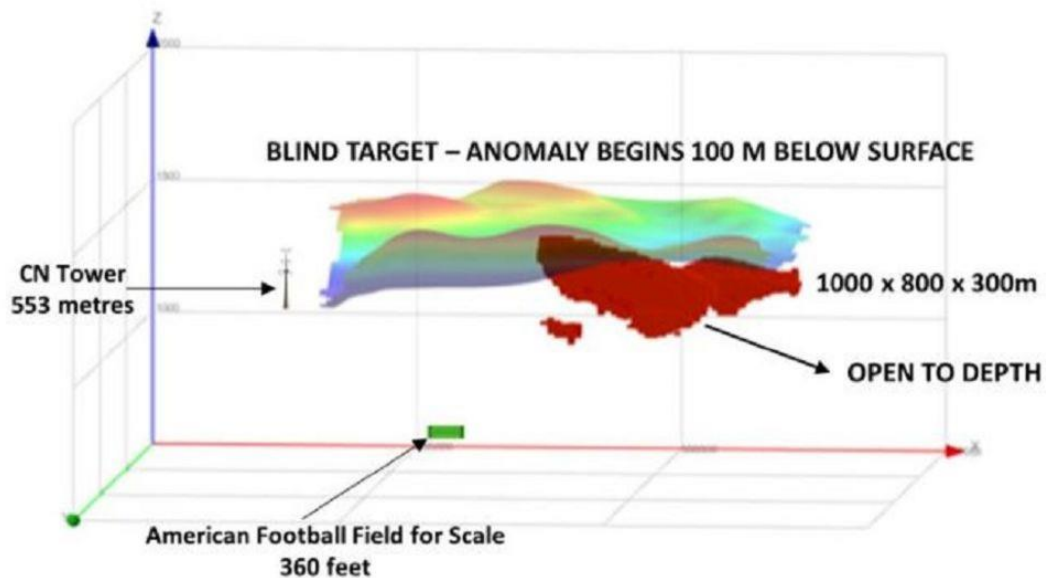 Z
BLIND TARGET – ANOMALY BEGINS 100 M BELOW SURFACE
CN Tower
553 metres
1000 x 800 x 300m
OPEN TO DEPTH
X
American Football Field for Scale
360 feet